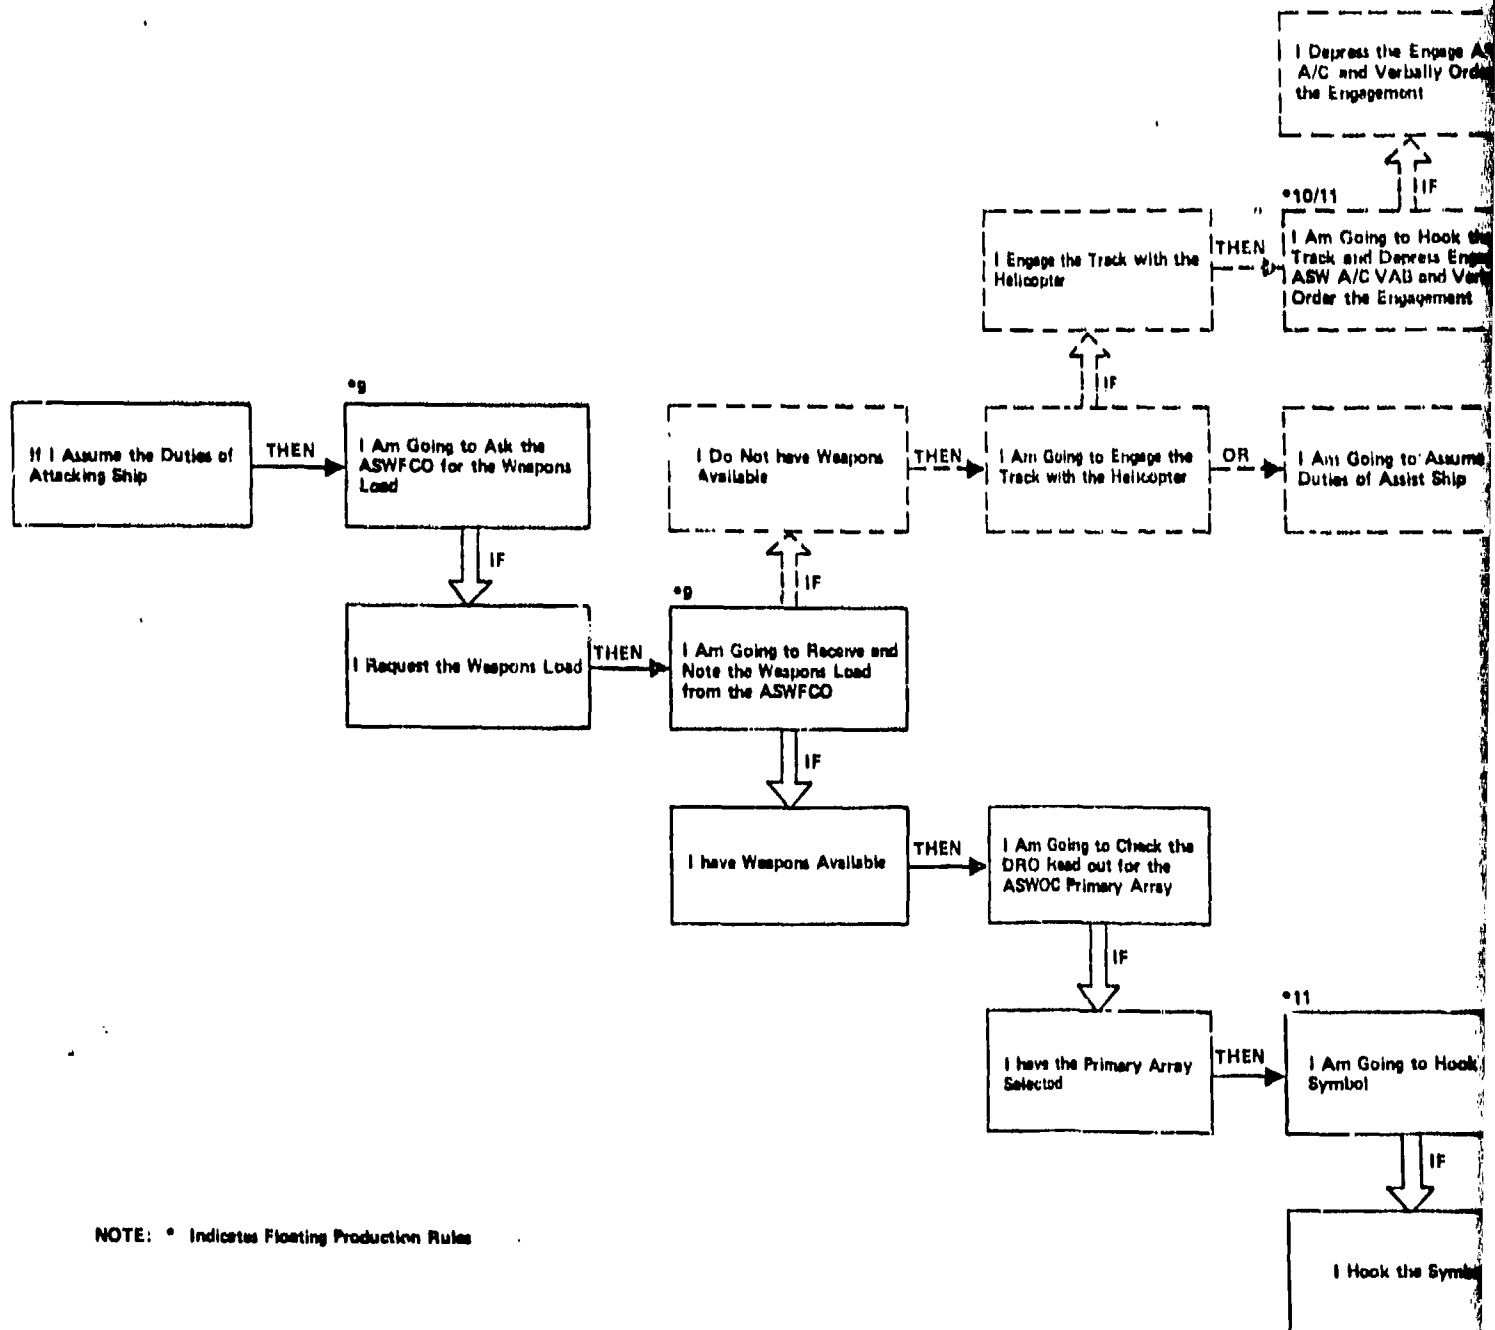 I Depress the Engage
A/C and Verbally
the Engagement
IF
*10/11
I Engage the Track with the
Helicopter
THEN
I Am Going to Hook
Track and Depress
ASW A/C VAB and
Order the Engagement
IF
*9
If I Assume the Duties of
Attacking Ship
THEN
I Am Going to Ask the
ASWFCO for the Weapons
Load
I Do Not have Weapons
Available
THEN
I Am Going to Engage the
Track with the Helicopter
OR
I Am Going to Assume
Duties of Assist Ship
IF
IF
*9
I Request the Weapons Load
THEN
I Am Going to Receive and
Note the Weapons Load
from the ASWFCO
IF
I have Weapons Available
THEN
I Am Going to Check the
DRO Read out for the
ASWOC Primary Array
IF
*11
I have the Primary Array
Selected
THEN
I Am Going to Hook
Symbol
IF
NOTE: * Indicates Floating Production Rules
I Hook the